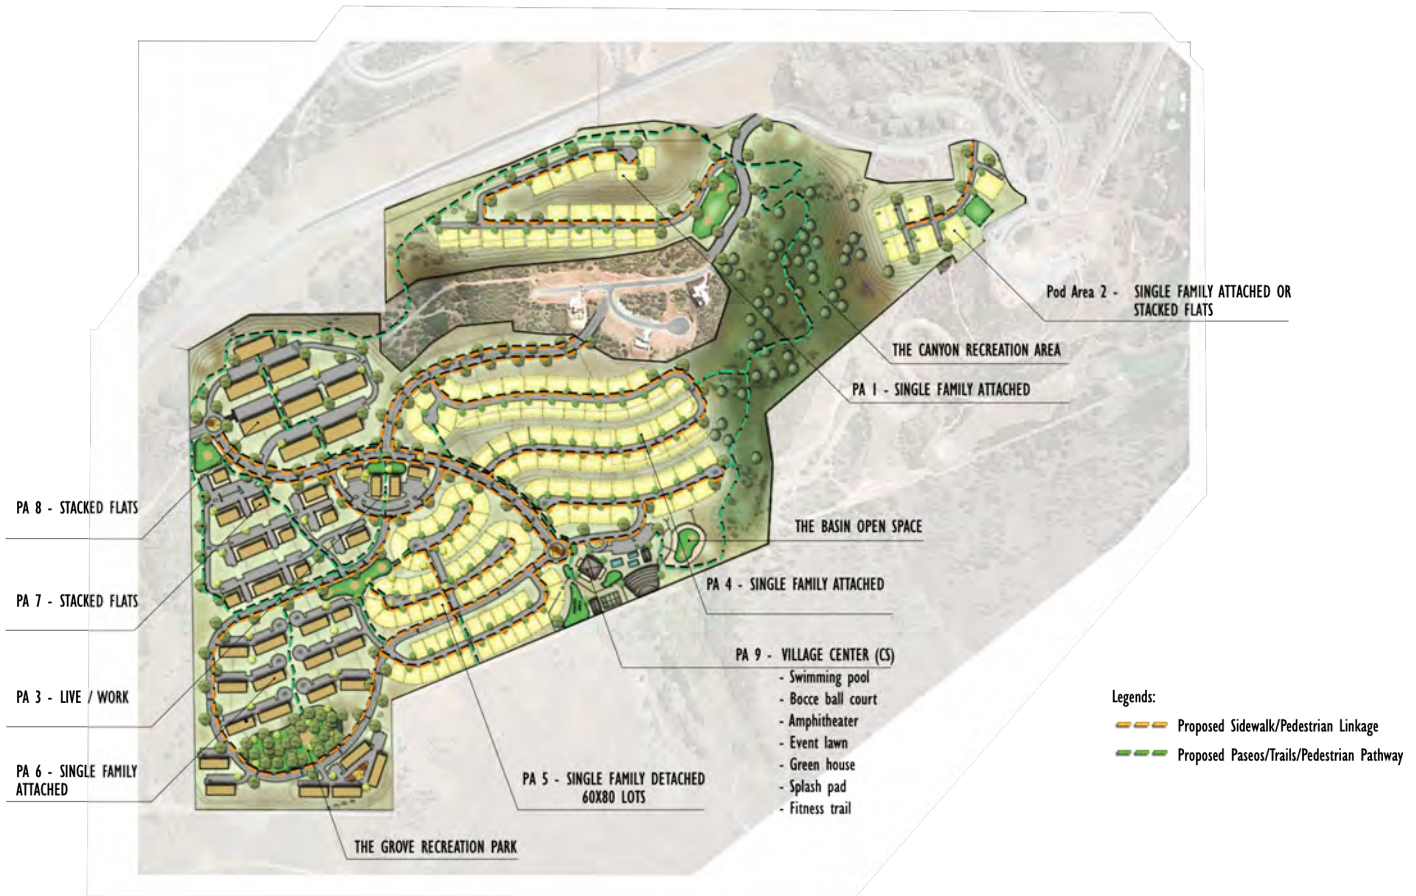 Pod Area 2 - SINGLE FAMILY ATTACHED OR
STACKED FLATS
THE CANYON RECREATION AREA
PA 1 - SINGLE FAMILY ATTACHED
PA 8 - STACKED FLATS
THE BASIN OPEN SPACE
PA 4 - SINGLE FAMILY ATTACHED
PA 7 - STACKED FLATS
PA 9 - VILLAGE CENTER (CS)
- Swimming pool
- Bocce ball court
- Amphitheater
- Event lawn
- Green house
- Splash pad
- Fitness trail
PA 3 - LIVE / WORK
PA 6 - SINGLE FAMILY
ATTACHED
PA 5 - SINGLE FAMILY DETACHED
60X80 LOTS
THE GROVE RECREATION PARK
Legends:
Proposed Sidewalk/Pedestrian Linkage
Proposed Paseos/Trails/Pedestrian Pathway